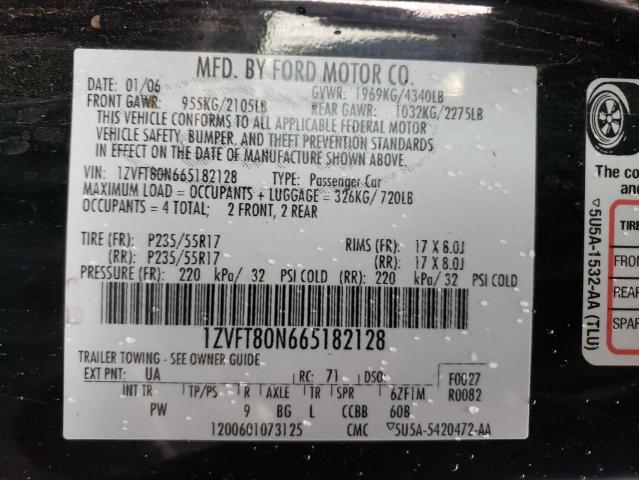 MFD. BY FORD MOTOR CO.
DATE: 01/06 GVWR: 1969KG/4340LB
FRONT GAWR: 955KG/2105LB REAR GAWR: 1032KG/2275LB
THIS VEHICLE CONFORMS TO ALL APPLICABLE FEDERAL MOTOR
VEHICLE SAFETY, BUMPER, AND THEFT PREVENTION STANDARDS
IN EFFECT ON THE DATE OF MANUFACTURE SHOWN ABOVE.
VIN: 1ZVFT80N665182128 TYPE: Passenger Car
MAXIMUM LOAD = OCCUPANTS + LUGGAGE = 326KG/ 720LB
OCCUPANTS = 4 TOTAL; 2 FRONT, 2 REAR
TIRE (FR): P235/55R17 RIMS (FR): 17 X 8.0J
(RR): P235/55R17 (RR): 17 X 8.0J
PRESSURE (FR): 220 kPa/ 32 PSI COLD (RR): 220 kPa/ 32 PSI COLD
1ZVFT80N665182128
TRAILER TOWING - SEE OWNER GUIDE
EXT PNT: UA RC: 71 DSO: F0027
INT TR TP/PS R AXLE TR SPR 6ZF1M R0082
PW 9 BG L CCBB 60B
1200601073125 CMC ▽5U5A-5420472-AA
▽5U5A-1532-AA (TLU)
The co
an
TIRE
FRON
REAR
SPAR